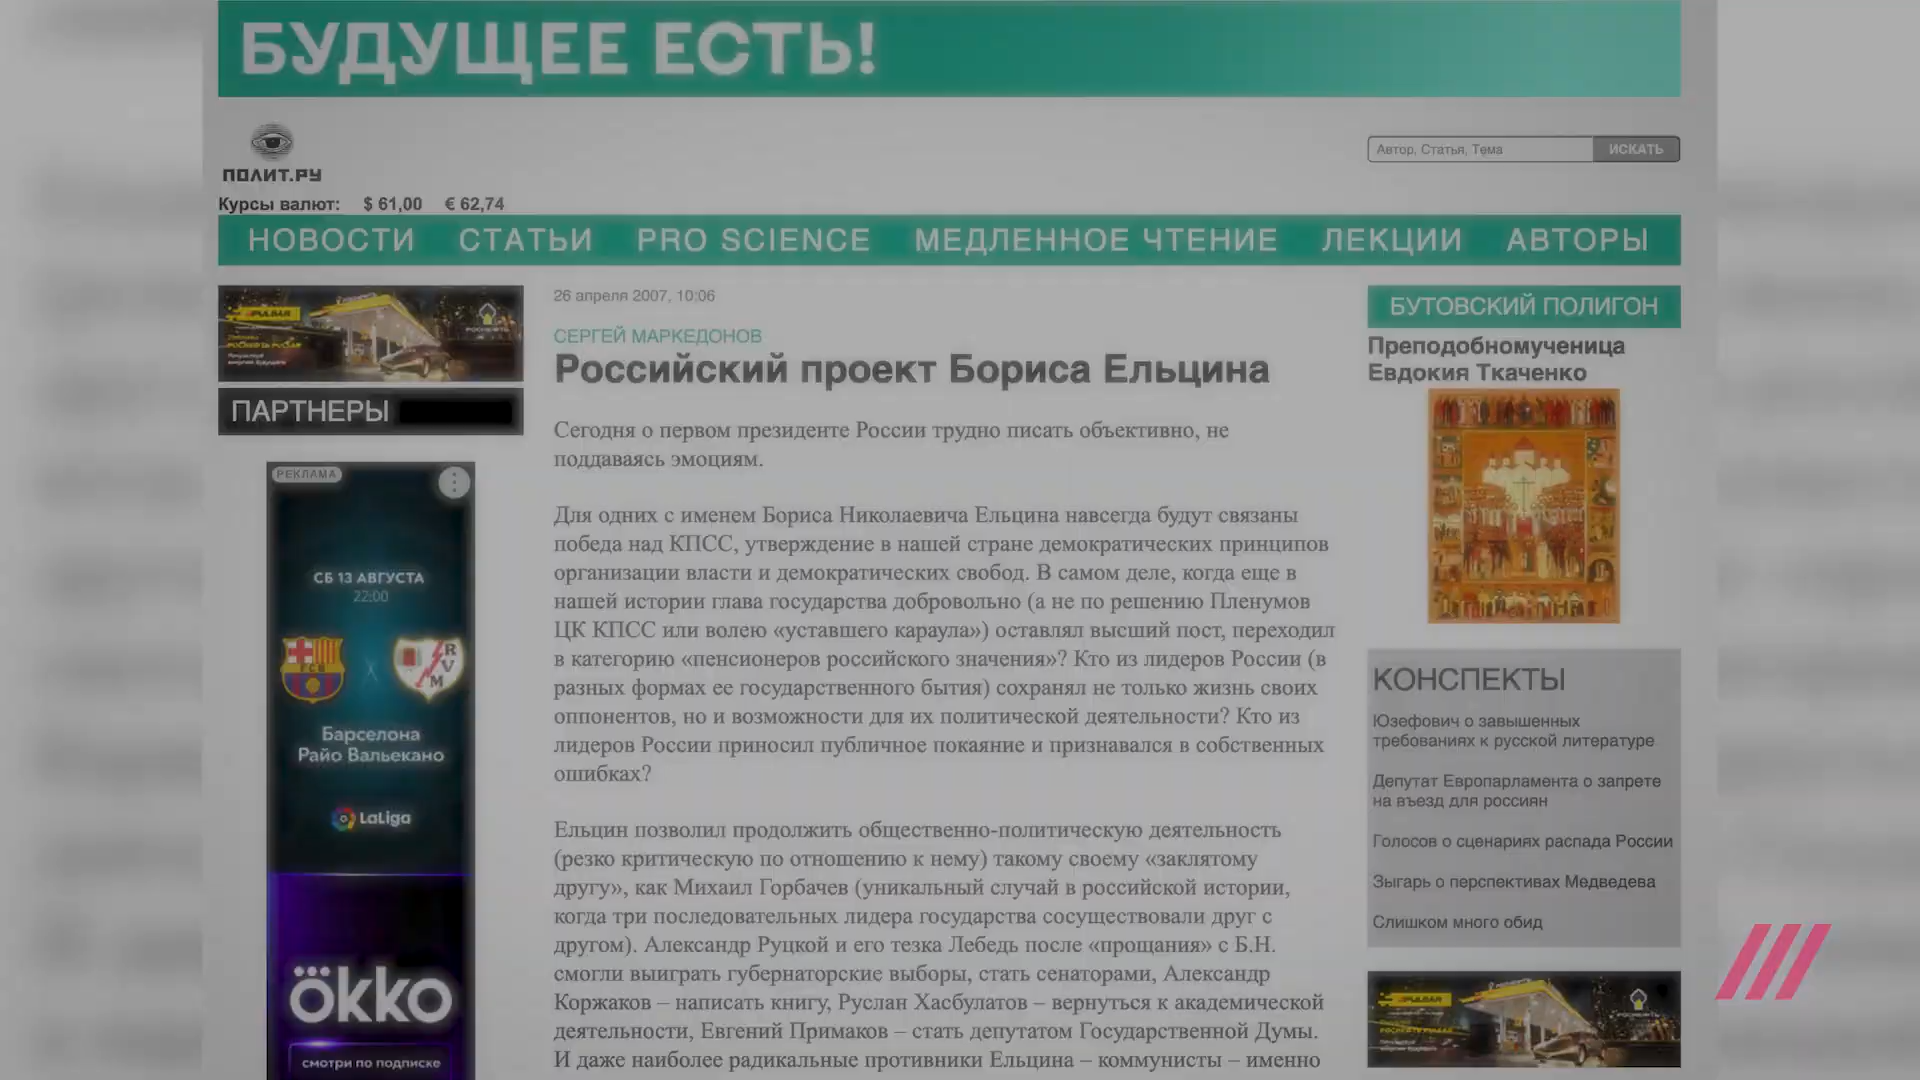 БУДУЩЕЕ ЕСТЬ!
ПОЛИТ.РУ
Автор, Статья, Тема
ИСКАТЬ
Курсы валют: $ 61,00 € 62,74
НОВОСТИ СТАТЬИ PRO SCIENCE МЕДЛЕННОЕ ЧТЕНИЕ ЛЕКЦИИ АВТОРЫ
PULSAR
РОСНЕФТЬ
ПАРТНЕРЫ
РЕКЛАМА
СБ 13 АВГУСТА
22:00
FCB
RVM
Барселона
Райо Вальекано
LaLiga
ökko
смотри по подписке
26 апреля 2007, 10:06
СЕРГЕЙ МАРКЕДОНОВ
Российский проект Бориса Ельцина
Сегодня о первом президенте России трудно писать объективно, не
поддаваясь эмоциям.
Для одних с именем Бориса Николаевича Ельцина навсегда будут связаны
победа над КПСС, утверждение в нашей стране демократических принципов
организации власти и демократических свобод. В самом деле, когда еще в
нашей истории глава государства добровольно (а не по решению Пленумов
ЦК КПСС или волею «уставшего караула») оставлял высший пост, переходил
в категорию «пенсионеров российского значения»? Кто из лидеров России (в
разных формах ее государственного бытия) сохранял не только жизнь своих
оппонентов, но и возможности для их политической деятельности? Кто из
лидеров России приносил публичное покаяние и признавался в собственных
ошибках?
Ельцин позволил продолжить общественно-политическую деятельность
(резко критическую по отношению к нему) такому своему «заклятому
другу», как Михаил Горбачев (уникальный случай в российской истории,
когда три последовательных лидера государства сосуществовали друг с
другом). Александр Руцкой и его тезка Лебедь после «прощания» с Б.Н.
смогли выиграть губернаторские выборы, стать сенаторами, Александр
Коржаков – написать книгу, Руслан Хасбулатов – вернуться к академической
деятельности, Евгений Примаков – стать депутатом Государственной Думы.
И даже наиболее радикальные противники Ельцина – коммунисты – именно
БУТОВСКИЙ ПОЛИГОН
Преподобномученица
Евдокия Ткаченко
КОНСПЕКТЫ
Юзефович о завышенных
требованиях к русской литературе
Депутат Европарламента о запрете
на въезд для россиян
Голосов о сценариях распада России
Зыгарь о перспективах Медведева
Слишком много обид
PULSAR
РОСНЕФТЬ